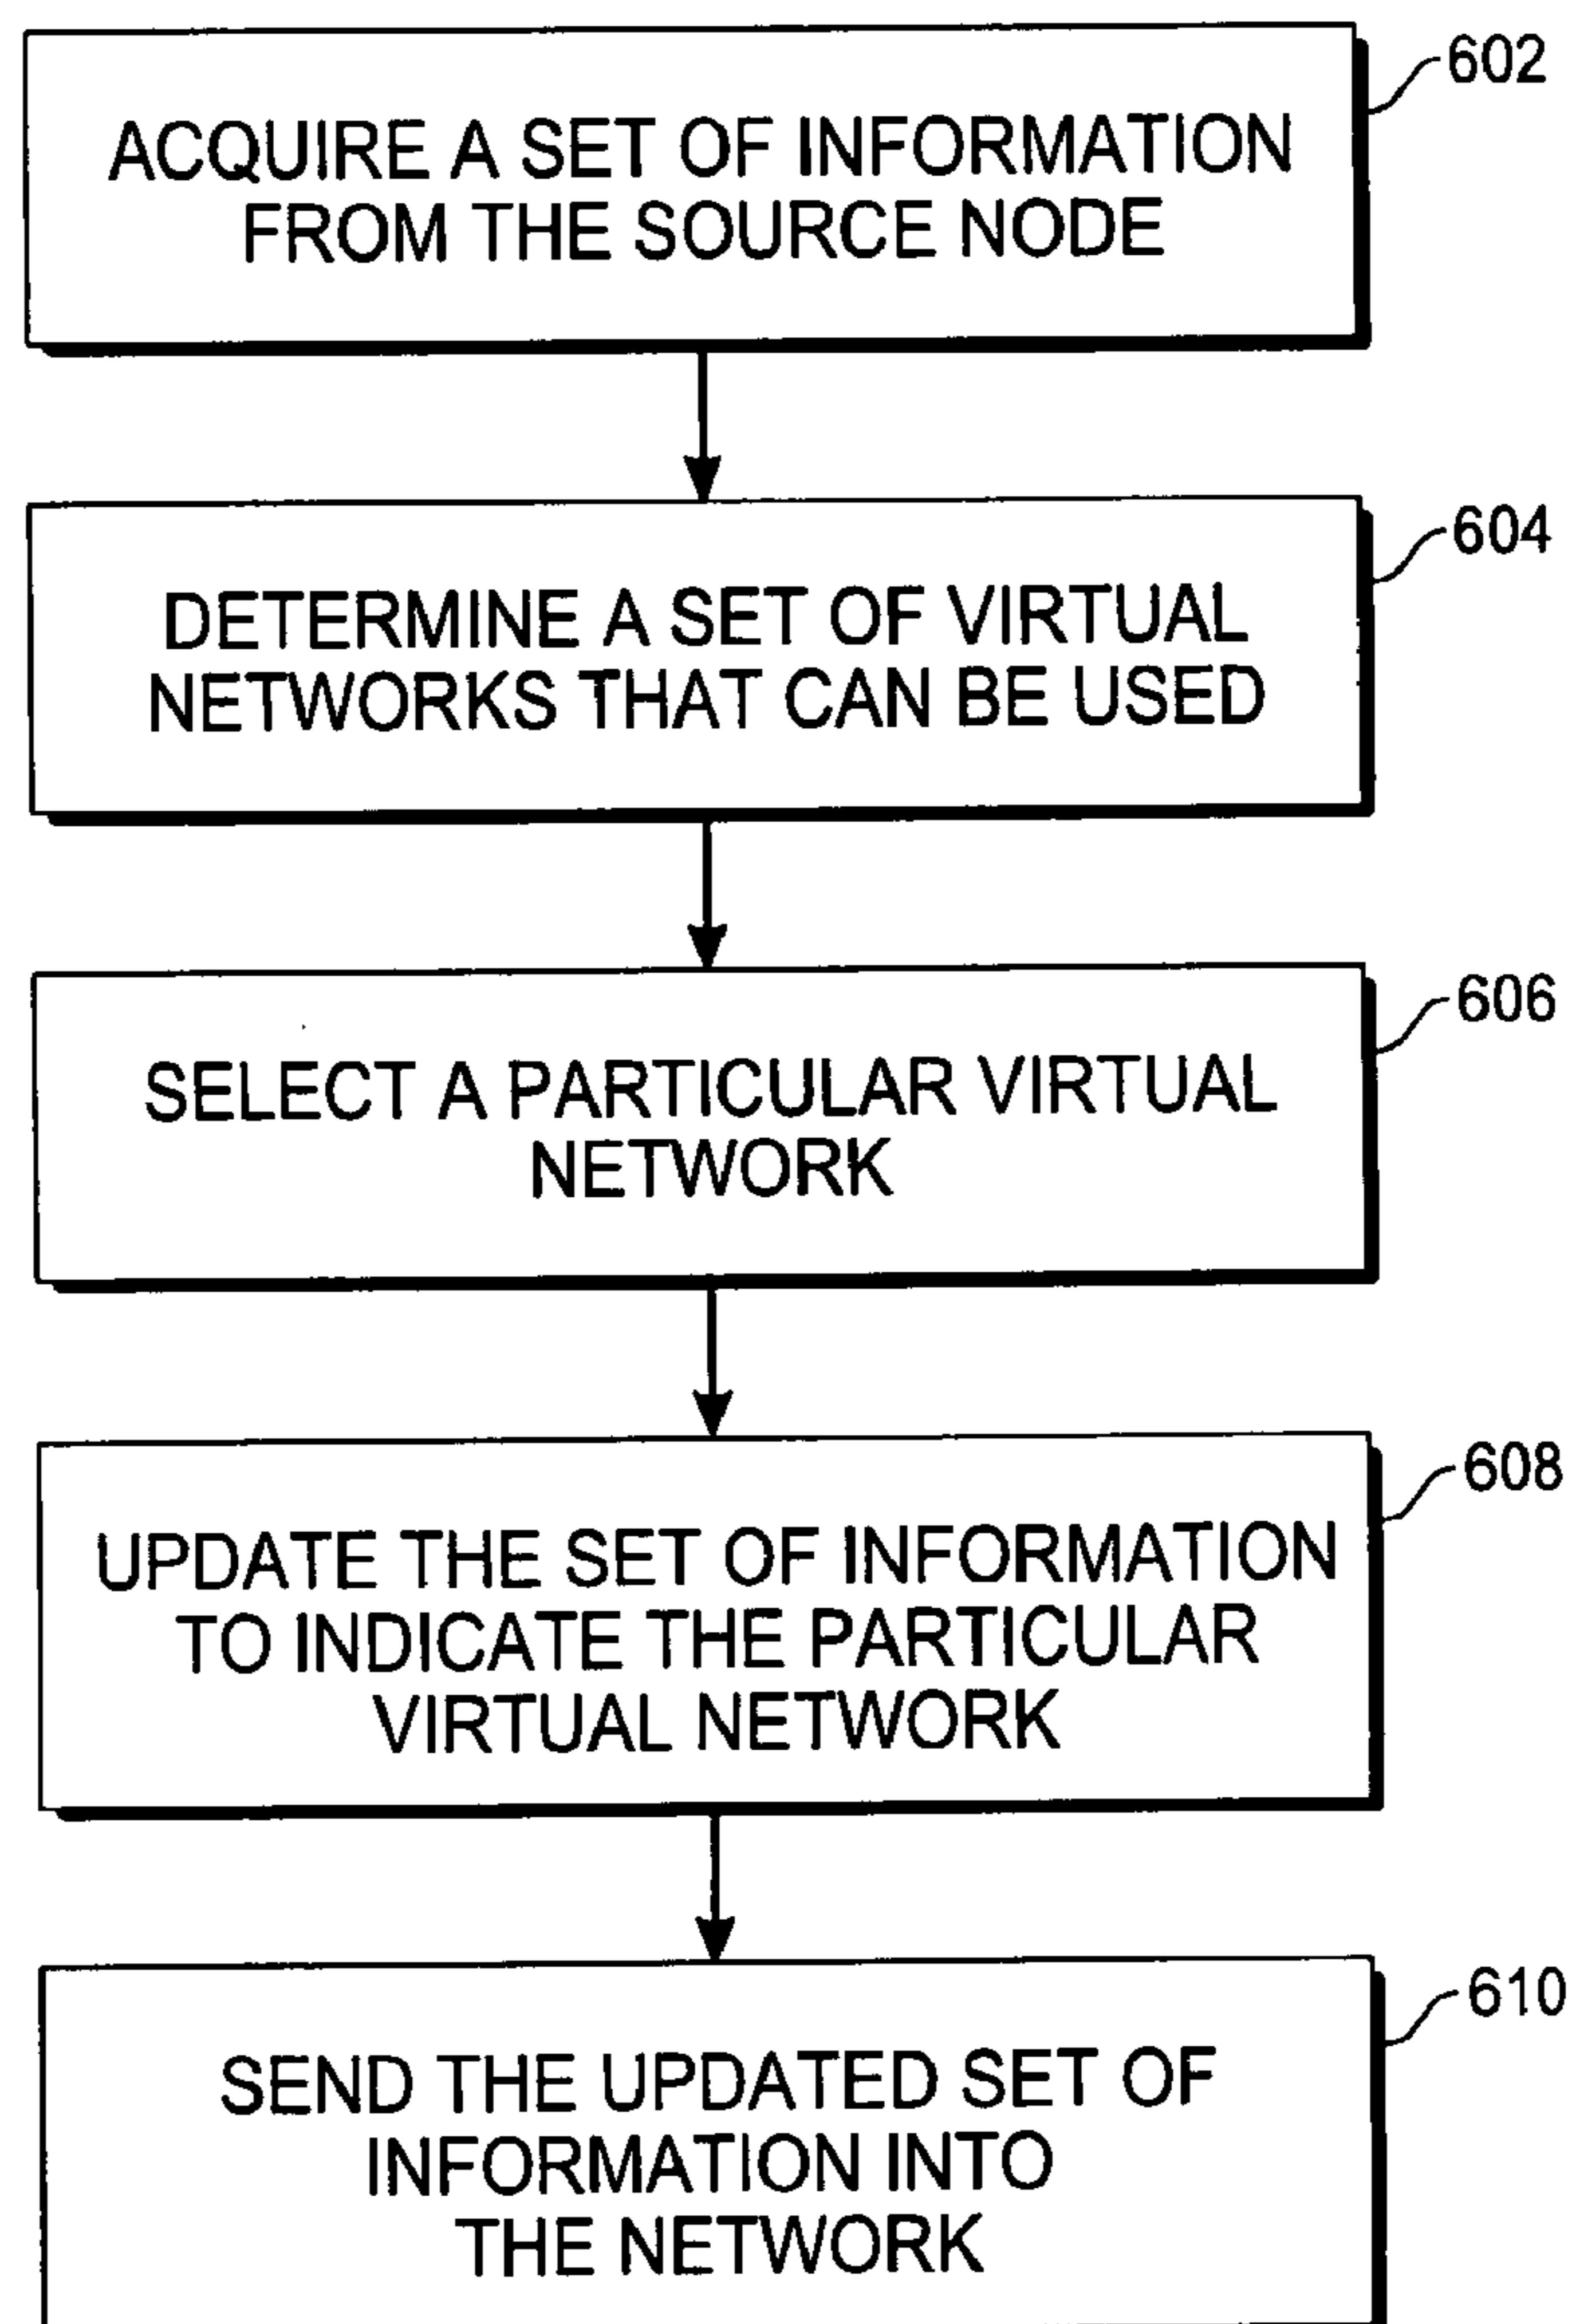 602
ACQUIRE A SET OF INFORMATION
FROM THE SOURCE NODE
604
DETERMINE A SET OF VIRTUAL
NETWORKS THAT CAN BE USED
606
SELECT A PARTICULAR VIRTUAL
NETWORK
608
UPDATE THE SET OF INFORMATION
TO INDICATE THE PARTICULAR
VIRTUAL NETWORK
610
SEND THE UPDATED SET OF
INFORMATION INTO
THE NETWORK